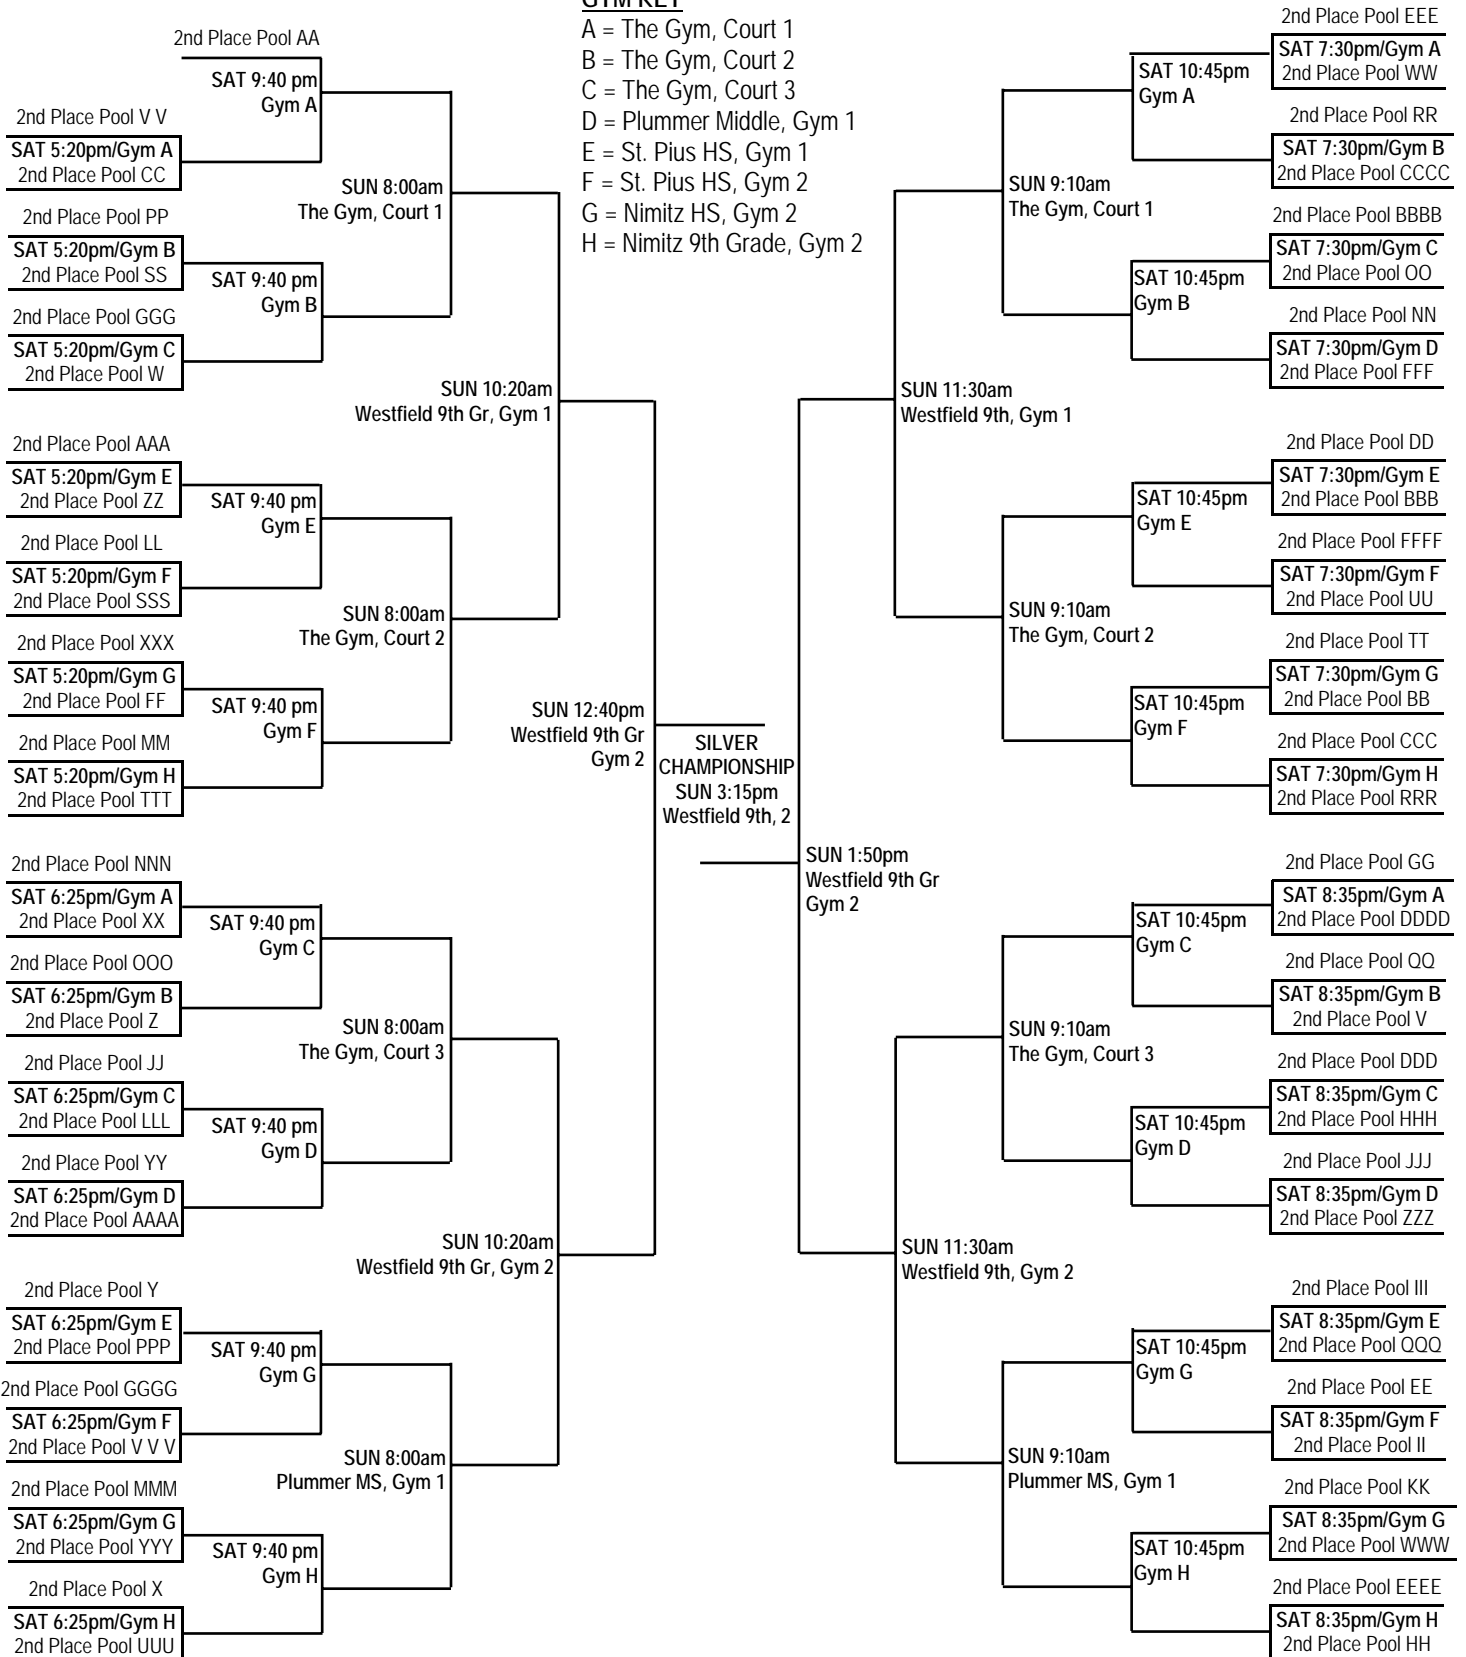 GYM KEY
A = The Gym, Court 1
B = The Gym, Court 2
C = The Gym, Court 3
D = Plummer Middle, Gym 1
E = St. Pius HS, Gym 1
F = St. Pius HS, Gym 2
G = Nimitz HS, Gym 2
H = Nimitz 9th Grade, Gym 2
2nd Place Pool AA
2nd Place Pool V V
SAT 5:20pm/Gym A
2nd Place Pool CC
2nd Place Pool PP
SAT 5:20pm/Gym B
2nd Place Pool SS
2nd Place Pool GGG
SAT 5:20pm/Gym C
2nd Place Pool W
2nd Place Pool AAA
SAT 5:20pm/Gym E
2nd Place Pool ZZ
2nd Place Pool LL
SAT 5:20pm/Gym F
2nd Place Pool SSS
2nd Place Pool XXX
SAT 5:20pm/Gym G
2nd Place Pool FF
2nd Place Pool MM
SAT 5:20pm/Gym H
2nd Place Pool TTT
2nd Place Pool NNN
SAT 6:25pm/Gym A
2nd Place Pool XX
2nd Place Pool OOO
SAT 6:25pm/Gym B
2nd Place Pool Z
2nd Place Pool JJ
SAT 6:25pm/Gym C
2nd Place Pool LLL
2nd Place Pool YY
SAT 6:25pm/Gym D
2nd Place Pool AAAA
2nd Place Pool Y
SAT 6:25pm/Gym E
2nd Place Pool PPP
2nd Place Pool GGGG
SAT 6:25pm/Gym F
2nd Place Pool V V V
2nd Place Pool MMM
SAT 6:25pm/Gym G
2nd Place Pool YYY
2nd Place Pool X
SAT 6:25pm/Gym H
2nd Place Pool UUU
SAT 9:40 pm
Gym A
SAT 9:40 pm
Gym B
SAT 9:40 pm
Gym E
SAT 9:40 pm
Gym F
SAT 9:40 pm
Gym C
SAT 9:40 pm
Gym D
SAT 9:40 pm
Gym G
SAT 9:40 pm
Gym H
SUN 8:00am
The Gym, Court 1
SUN 8:00am
The Gym, Court 2
SUN 8:00am
The Gym, Court 3
SUN 8:00am
Plummer MS, Gym 1
SUN 10:20am
Westfield 9th Gr, Gym 1
SUN 10:20am
Westfield 9th Gr, Gym 2
SUN 12:40pm
Westfield 9th Gr
Gym 2
SILVER
CHAMPIONSHIP
SUN 3:15pm
Westfield 9th, 2
SUN 1:50pm
Westfield 9th Gr
Gym 2
SUN 11:30am
Westfield 9th, Gym 1
SUN 11:30am
Westfield 9th, Gym 2
SUN 9:10am
The Gym, Court 1
SUN 9:10am
The Gym, Court 2
SUN 9:10am
The Gym, Court 3
SUN 9:10am
Plummer MS, Gym 1
SAT 10:45pm
Gym A
SAT 10:45pm
Gym B
SAT 10:45pm
Gym E
SAT 10:45pm
Gym F
SAT 10:45pm
Gym C
SAT 10:45pm
Gym D
SAT 10:45pm
Gym G
SAT 10:45pm
Gym H
2nd Place Pool EEE
SAT 7:30pm/Gym A
2nd Place Pool WW
2nd Place Pool RR
SAT 7:30pm/Gym B
2nd Place Pool CCCC
2nd Place Pool BBBB
SAT 7:30pm/Gym C
2nd Place Pool OO
2nd Place Pool NN
SAT 7:30pm/Gym D
2nd Place Pool FFF
2nd Place Pool DD
SAT 7:30pm/Gym E
2nd Place Pool BBB
2nd Place Pool FFFF
SAT 7:30pm/Gym F
2nd Place Pool UU
2nd Place Pool TT
SAT 7:30pm/Gym G
2nd Place Pool BB
2nd Place Pool CCC
SAT 7:30pm/Gym H
2nd Place Pool RRR
2nd Place Pool GG
SAT 8:35pm/Gym A
2nd Place Pool DDDD
2nd Place Pool QQ
SAT 8:35pm/Gym B
2nd Place Pool V
2nd Place Pool DDD
SAT 8:35pm/Gym C
2nd Place Pool HHH
2nd Place Pool JJJ
SAT 8:35pm/Gym D
2nd Place Pool ZZZ
2nd Place Pool III
SAT 8:35pm/Gym E
2nd Place Pool QQQ
2nd Place Pool EE
SAT 8:35pm/Gym F
2nd Place Pool II
2nd Place Pool KK
SAT 8:35pm/Gym G
2nd Place Pool WWW
2nd Place Pool EEEE
SAT 8:35pm/Gym H
2nd Place Pool HH